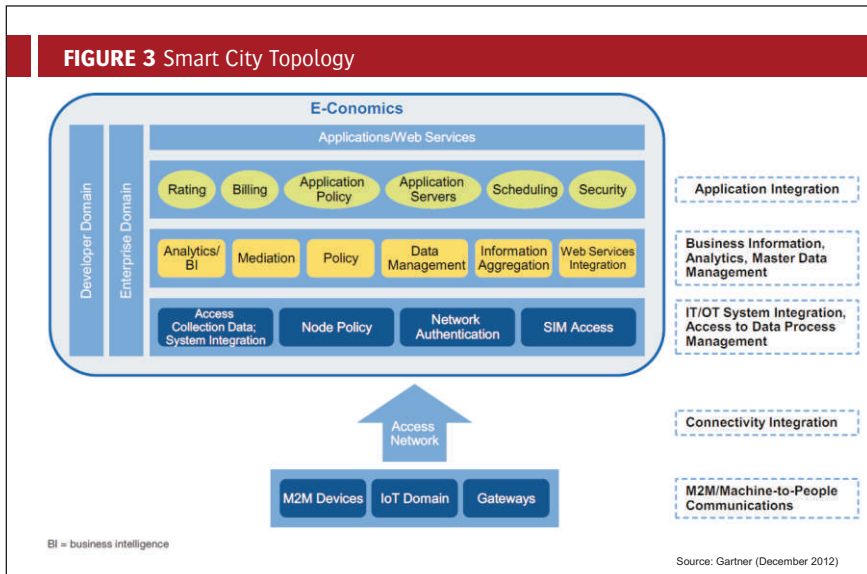 FIGURE 3 Smart City Topology
E-Conomics
Applications/Web Services
Developer Domain
Enterprise Domain
Rating
Billing
Application
Policy
Application
Servers
Scheduling
Security
Application Integration
Analytics/
BI
Mediation
Policy
Data
Management
Information
Aggregation
Web Services
Integration
Business Information,
Analytics, Master Data
Management
Access
Collection Data;
System Integration
Node Policy
Network
Authentication
SIM Access
IT/OT System Integration,
Access to Data Process
Management
Access
Network
Connectivity Integration
M2M Devices
IoT Domain
Gateways
M2M/Machine-to-People
Communications
BI = business intelligence
Source: Gartner (December 2012)